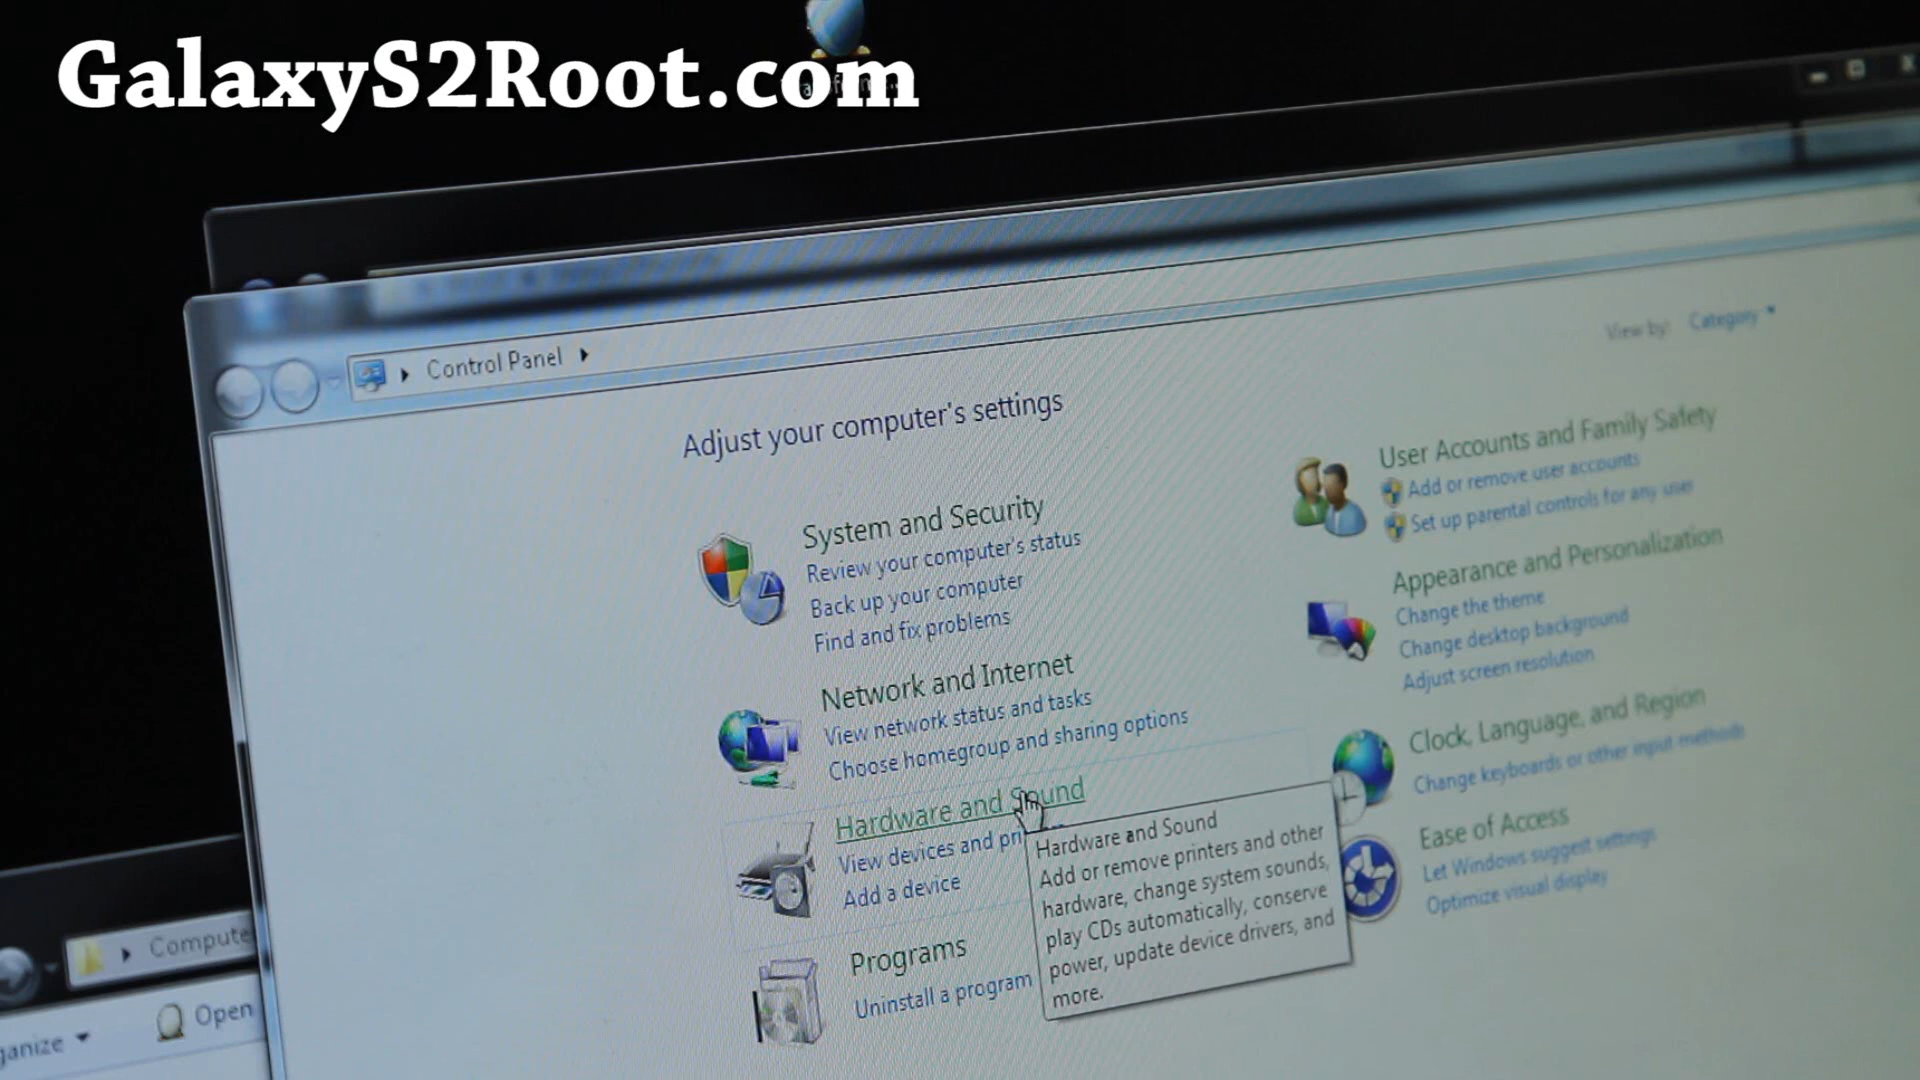 GalaxyS2Root.com
Control Panel
View by: Category
Adjust your computer's settings
System and Security
Review your computer's status
Back up your computer
Find and fix problems
Network and Internet
View network status and tasks
Choose homegroup and sharing options
Hardware and Sound
View devices and
Add a device
Programs
Uninstall a program
User Accounts and Family Safety
Add or remove user accounts
Set up parental controls for any user
Appearance and Personalization
Change the theme
Change desktop background
Adjust screen resolution
Clock, Language, and Region
Change keyboards or other input methods
Ease of Access
Let Windows suggest settings
Optimize visual display
Hardware and Sound
Add or remove printers and other
hardware, change system sounds,
play CDs automatically, conserve
power, update device drivers, and
more.
Compute
ganize
Open